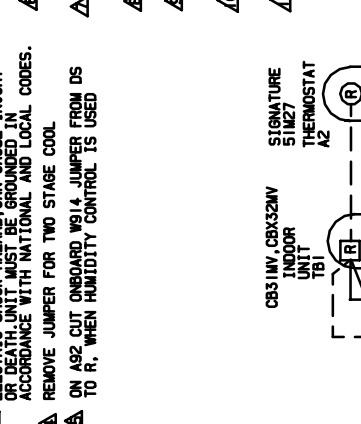 OR DEATH. UNIT MUST BE GROUNDED IN
ACCORDANCE WITH NATIONAL AND LOCAL CODES.
REMOVE JUMPER FOR TWO STAGE COOL
ON A92 CUT ONBOARD W914 JUMPER FROM DS
TO R, WHEN HUMIDITY CONTROL IS USED
SIGNATURE
51M27
THERMOSTAT
A2
R
CB31MV,CBX32MV
INDOOR
UNIT
TB1
R